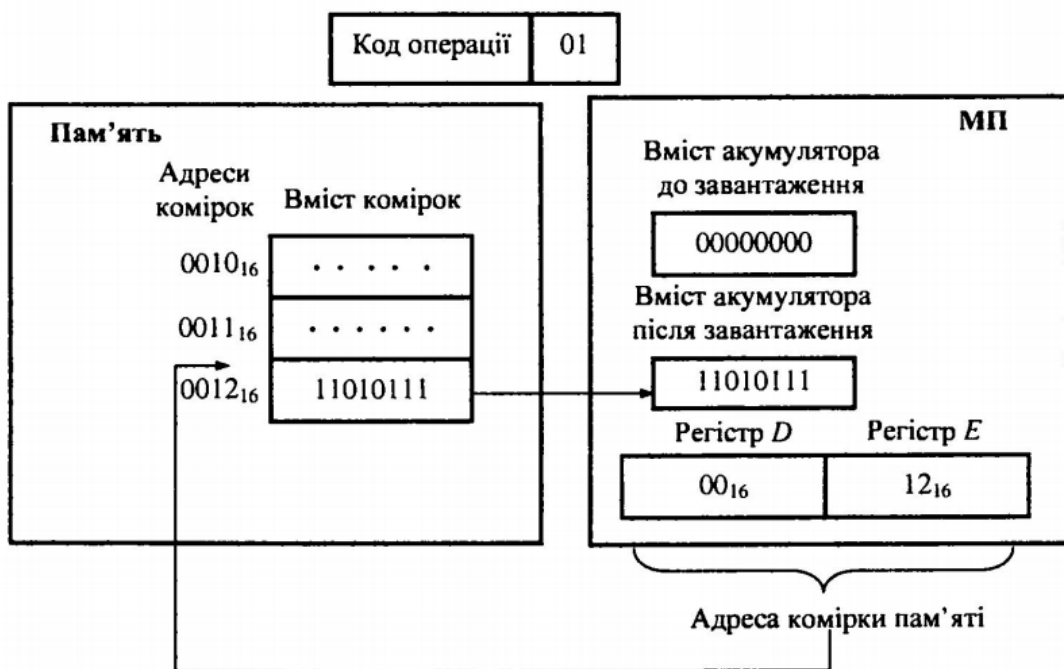 Код операції 01
Пам’ять
Адреси
комірок
Вміст комірок
0010₁₆ . . . . .
0011₁₆ . . . . . .
0012₁₆ 11010111
МП
Вміст акумулятора
до завантаження
00000000
Вміст акумулятора
після завантаження
11010111
Регістр D Регістр E
00₁₆ 12₁₆
Адреса комірки пам’яті